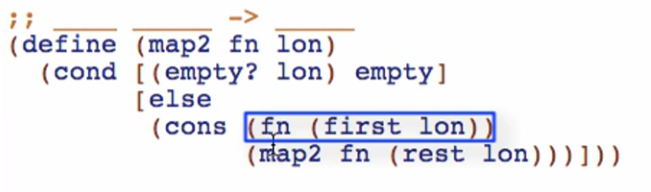 ;; ____ _____ -> _____
(define (map2 fn lon)
  (cond [(empty? lon) empty]
        [else
         (cons (fn (first lon))
               (map2 fn (rest lon)))]))